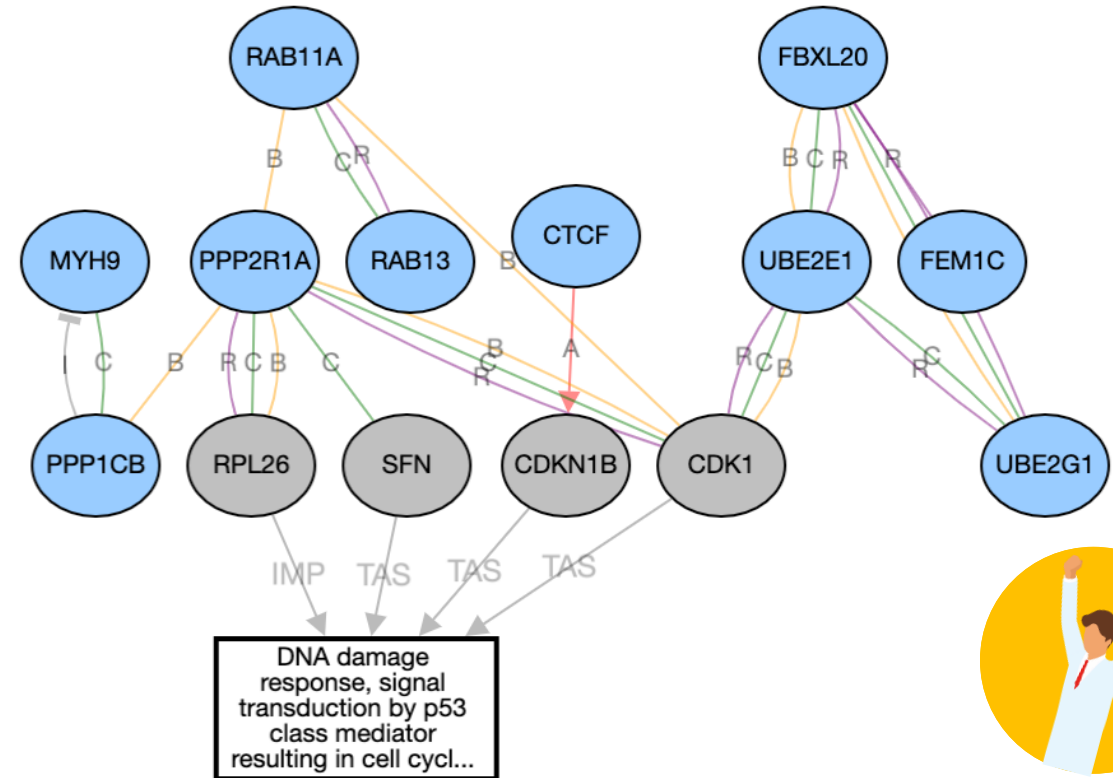 RAB11A
FBXL20
B
C
R
B
C
R
R
MYH9
PPP2R1A
RAB13
B
CTCF
UBE2E1
FEM1C
I
C
B
R
C
B
C
B
C
R
A
R
C
B
C
R
PPP1CB
RPL26
SFN
CDKN1B
CDK1
UBE2G1
IMP
TAS
TAS
TAS
DNA damage
response, signal
transduction by p53
class mediator
resulting in cell cycl...